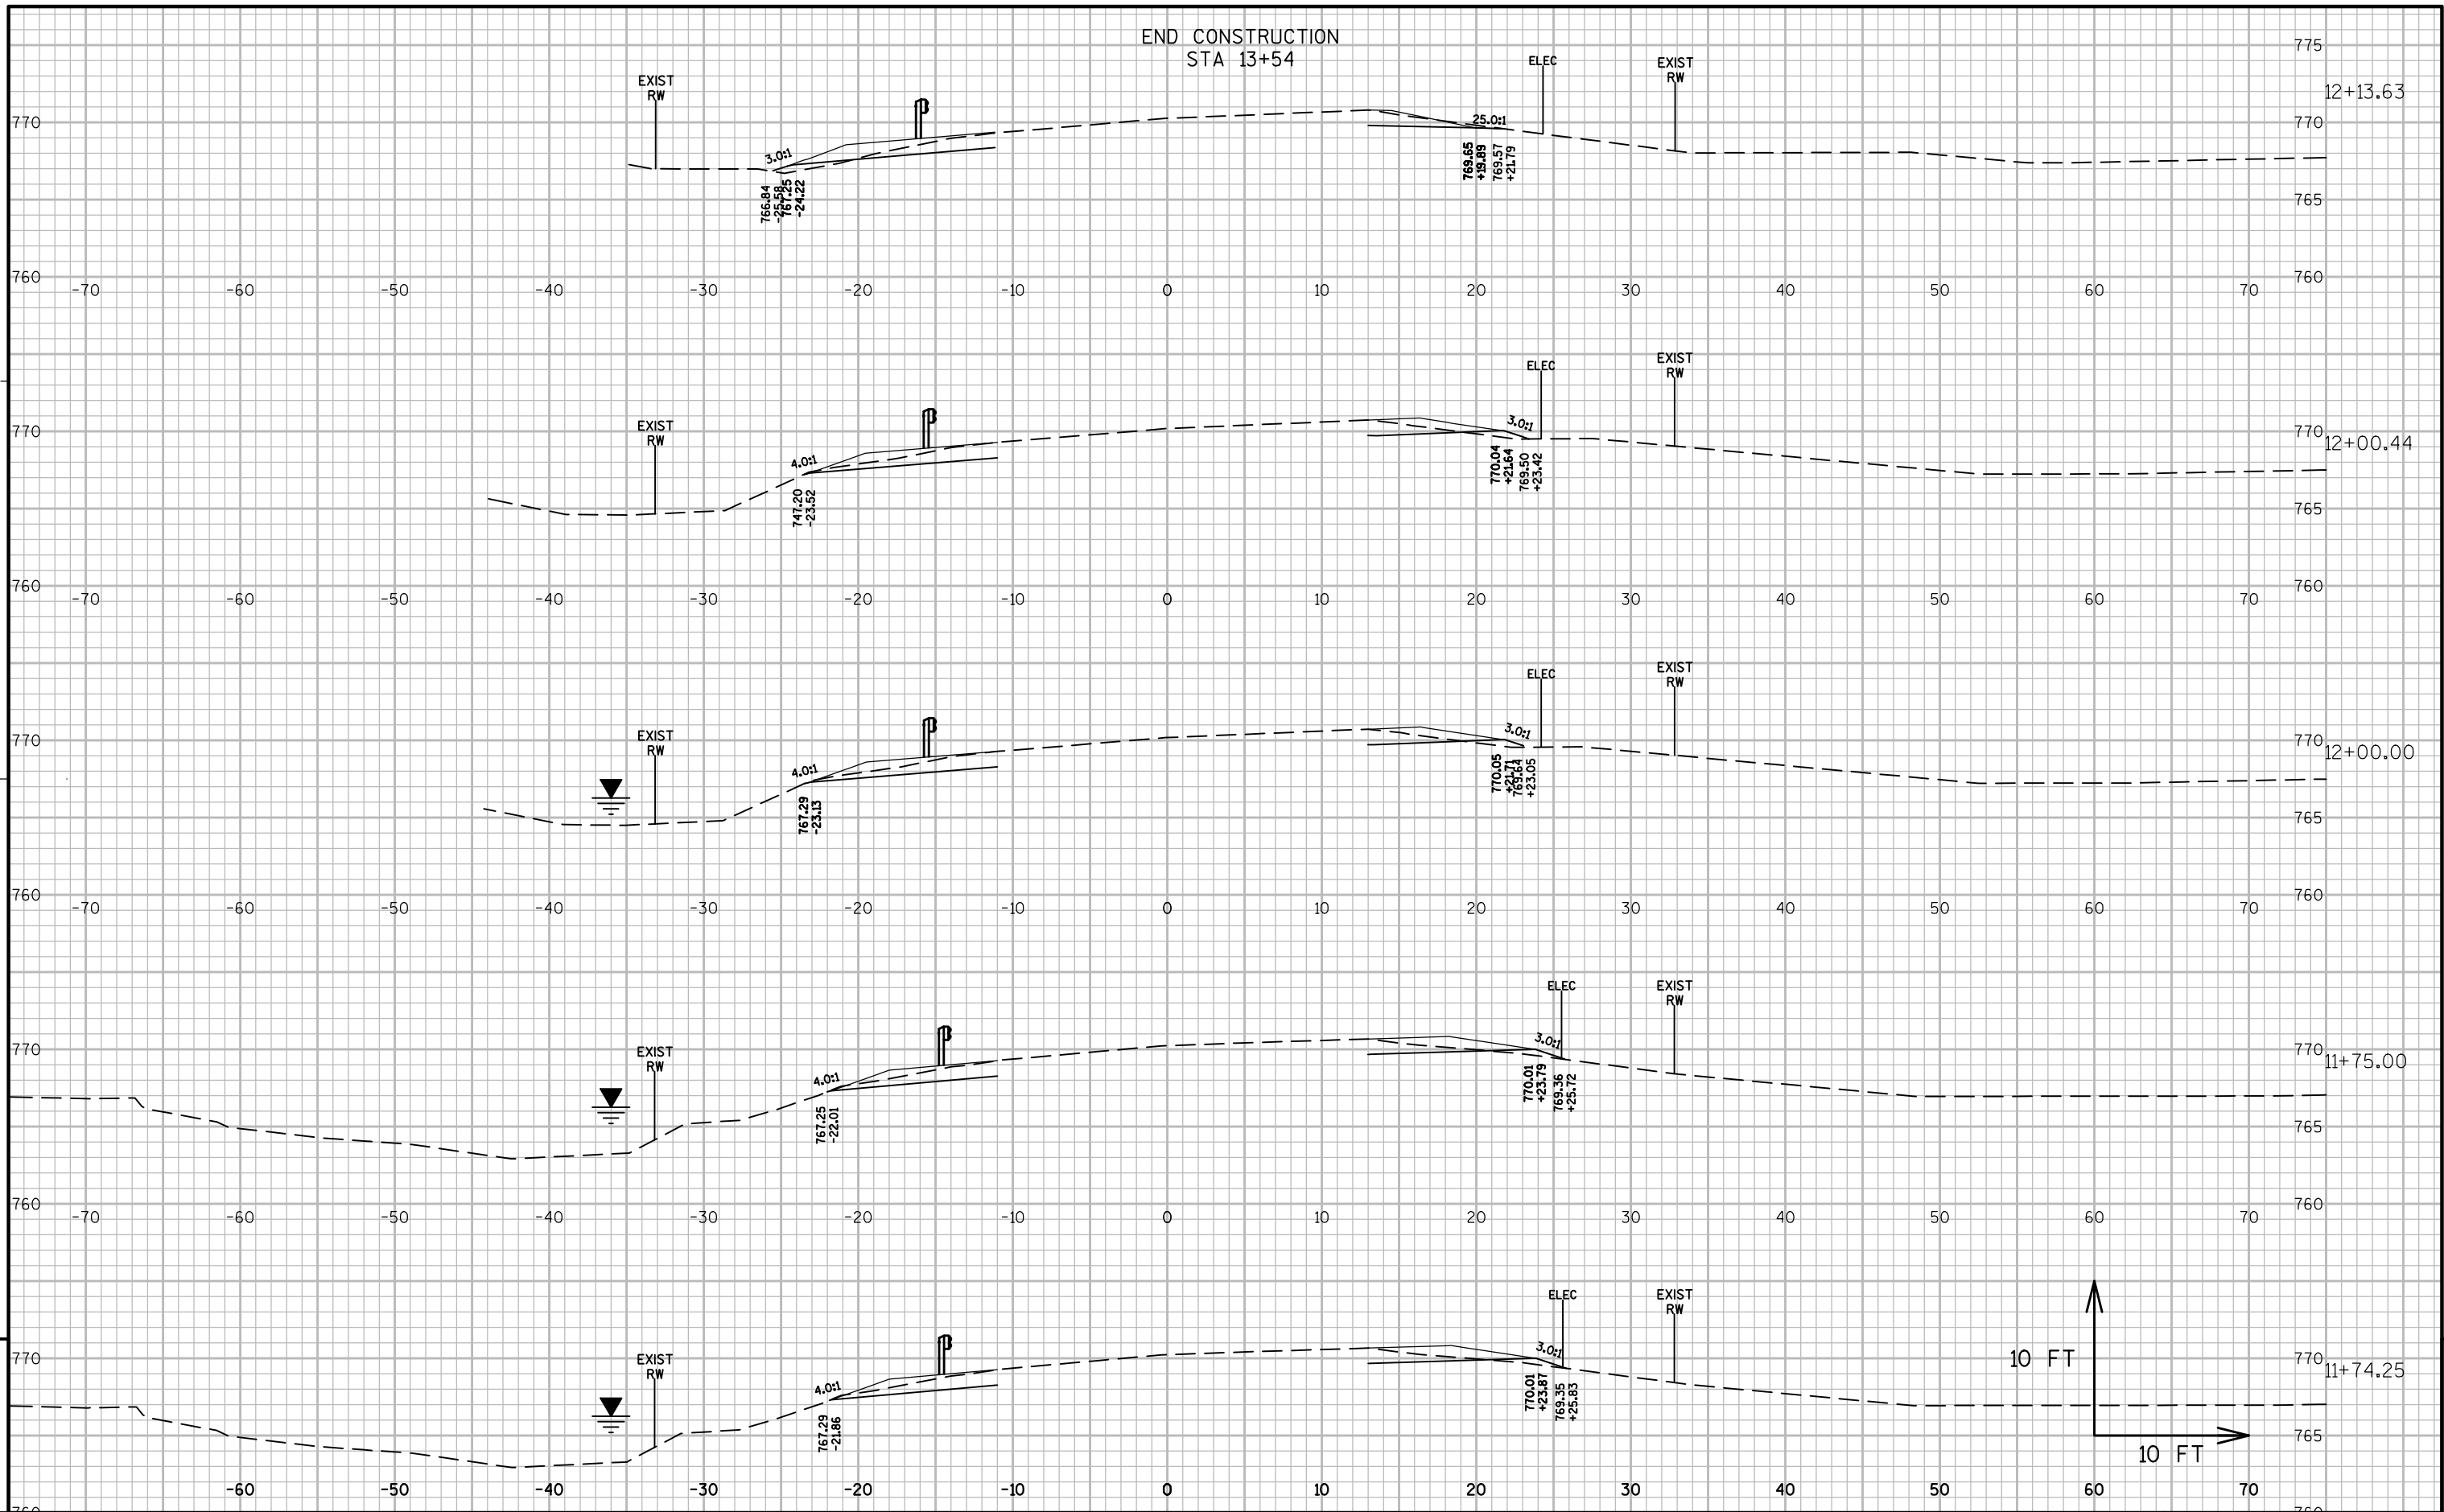 END CONSTRUCTION
STA 13+54
775
EXIST
RW
ELEC
EXIST
RW
12+13.63
770
3.0:1
25.0:1
770
766.84
-25.58
767.25
-24.22
769.65
+19.89
769.57
+21.79
765
760
-70 -60 -50 -40 -30 -20 -10 0 10 20 30 40 50 60 70
760
EXIST
RW
ELEC
EXIST
RW
770
4.0:1
3.0:1
770
12+00.44
747.20
-23.52
770.04
+21.64
769.50
+23.42
765
760
-70 -60 -50 -40 -30 -20 -10 0 10 20 30 40 50 60 70
760
EXIST
RW
ELEC
EXIST
RW
770
4.0:1
3.0:1
770
12+00.00
767.29
-23.13
770.05
+21.71
769.64
+23.05
765
760
-70 -60 -50 -40 -30 -20 -10 0 10 20 30 40 50 60 70
760
EXIST
RW
ELEC
EXIST
RW
770
4.0:1
3.0:1
770
11+75.00
767.25
-22.01
770.01
+23.79
769.36
+25.72
765
760
-70 -60 -50 -40 -30 -20 -10 0 10 20 30 40 50 60 70
760
EXIST
RW
ELEC
EXIST
RW
770
4.0:1
3.0:1
10 FT
770
11+74.25
767.29
-21.86
770.01
+23.87
769.35
+25.83
765
10 FT
-60 -50 -40 -30 -20 -10 0 10 20 30 40 50 60 70